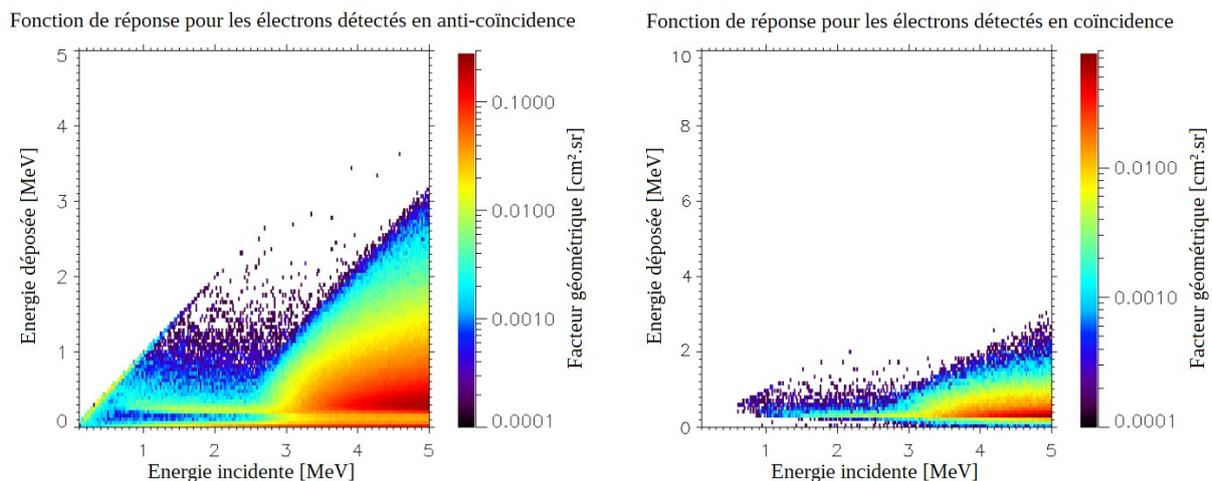 Fonction de réponse pour les électrons détectés en anti-coïncidence
5
4
3
2
1
0
1 2 3 4 5
Energie déposée [MeV]
Energie incidente [MeV]
0.1000
0.0100
0.0010
0.0001
Facteur géométrique [cm².sr]
Fonction de réponse pour les électrons détectés en coïncidence
10
8
6
4
2
0
1 2 3 4 5
Energie déposée [MeV]
Energie incidente [MeV]
0.0100
0.0010
0.0001
Facteur géométrique [cm².sr]